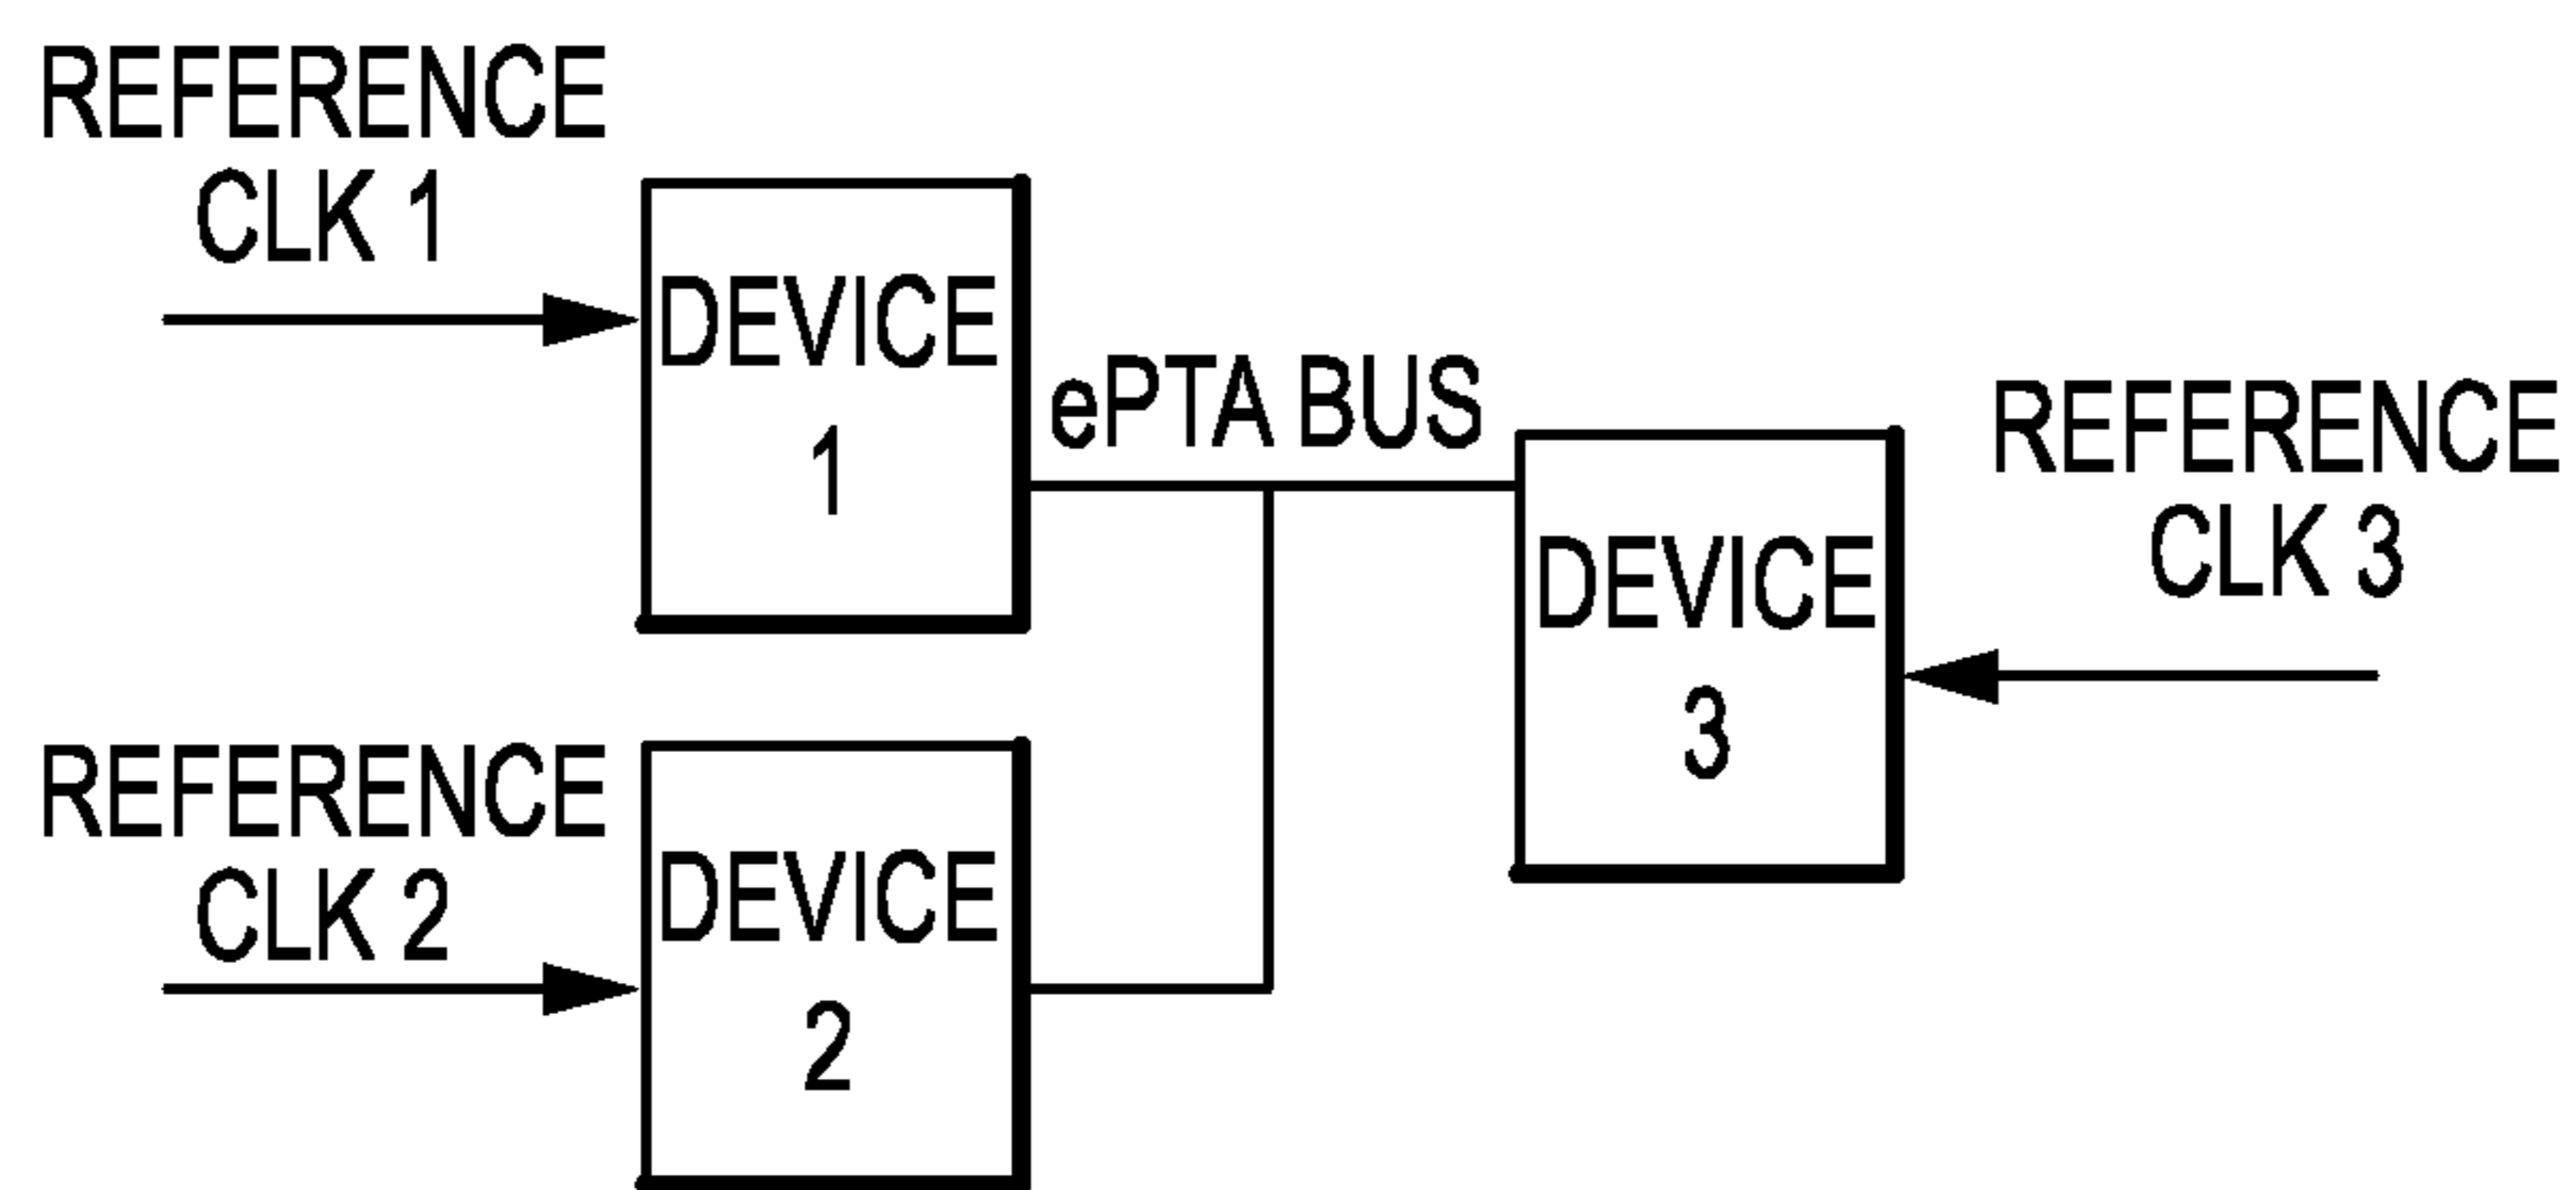 REFERENCE
CLK 1
DEVICE
1
ePTA BUS
REFERENCE
CLK 3
DEVICE
3
REFERENCE
CLK 2
DEVICE
2